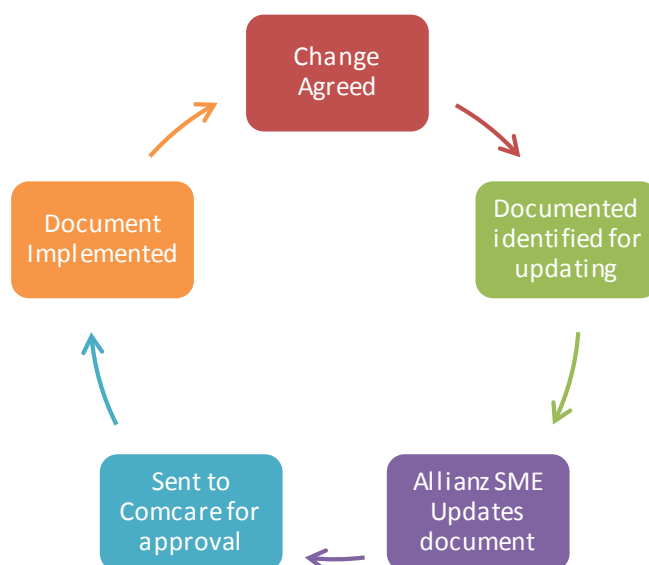 Change
Agreed
Documented
identified for
updating
Allianz SME
Updates
document
Sent to
Comcare for
approval
Document
Implemented